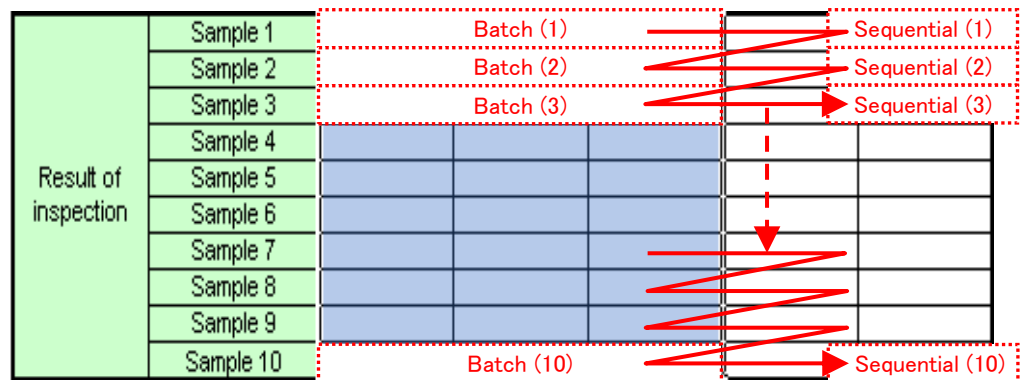 Sample 1 Batch (1) Sequential (1)
Sample 2 Batch (2) Sequential (2)
Sample 3 Batch (3) Sequential (3)
Sample 4
Result of Sample 5
inspection Sample 6
Sample 7
Sample 8
Sample 9
Sample 10 Batch (10) Sequential (10)